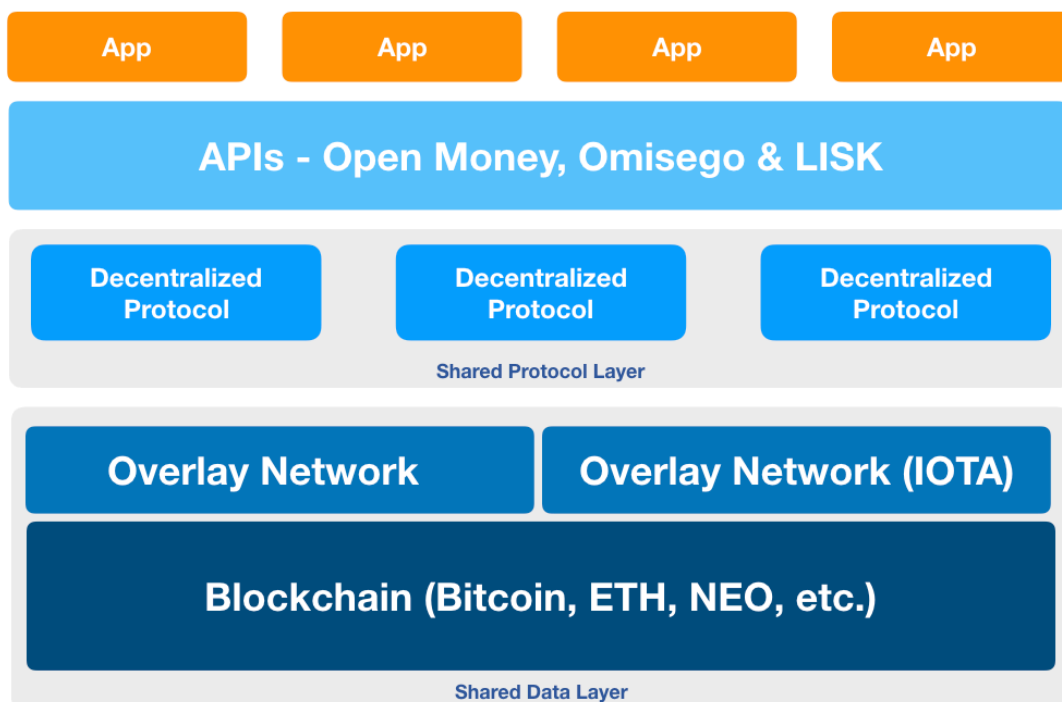 App
App
App
App
APIs - Open Money, Omisego & LISK
Decentralized
Protocol
Decentralized
Protocol
Decentralized
Protocol
Shared Protocol Layer
Overlay Network
Overlay Network (IOTA)
Blockchain (Bitcoin, ETH, NEO, etc.)
Shared Data Layer